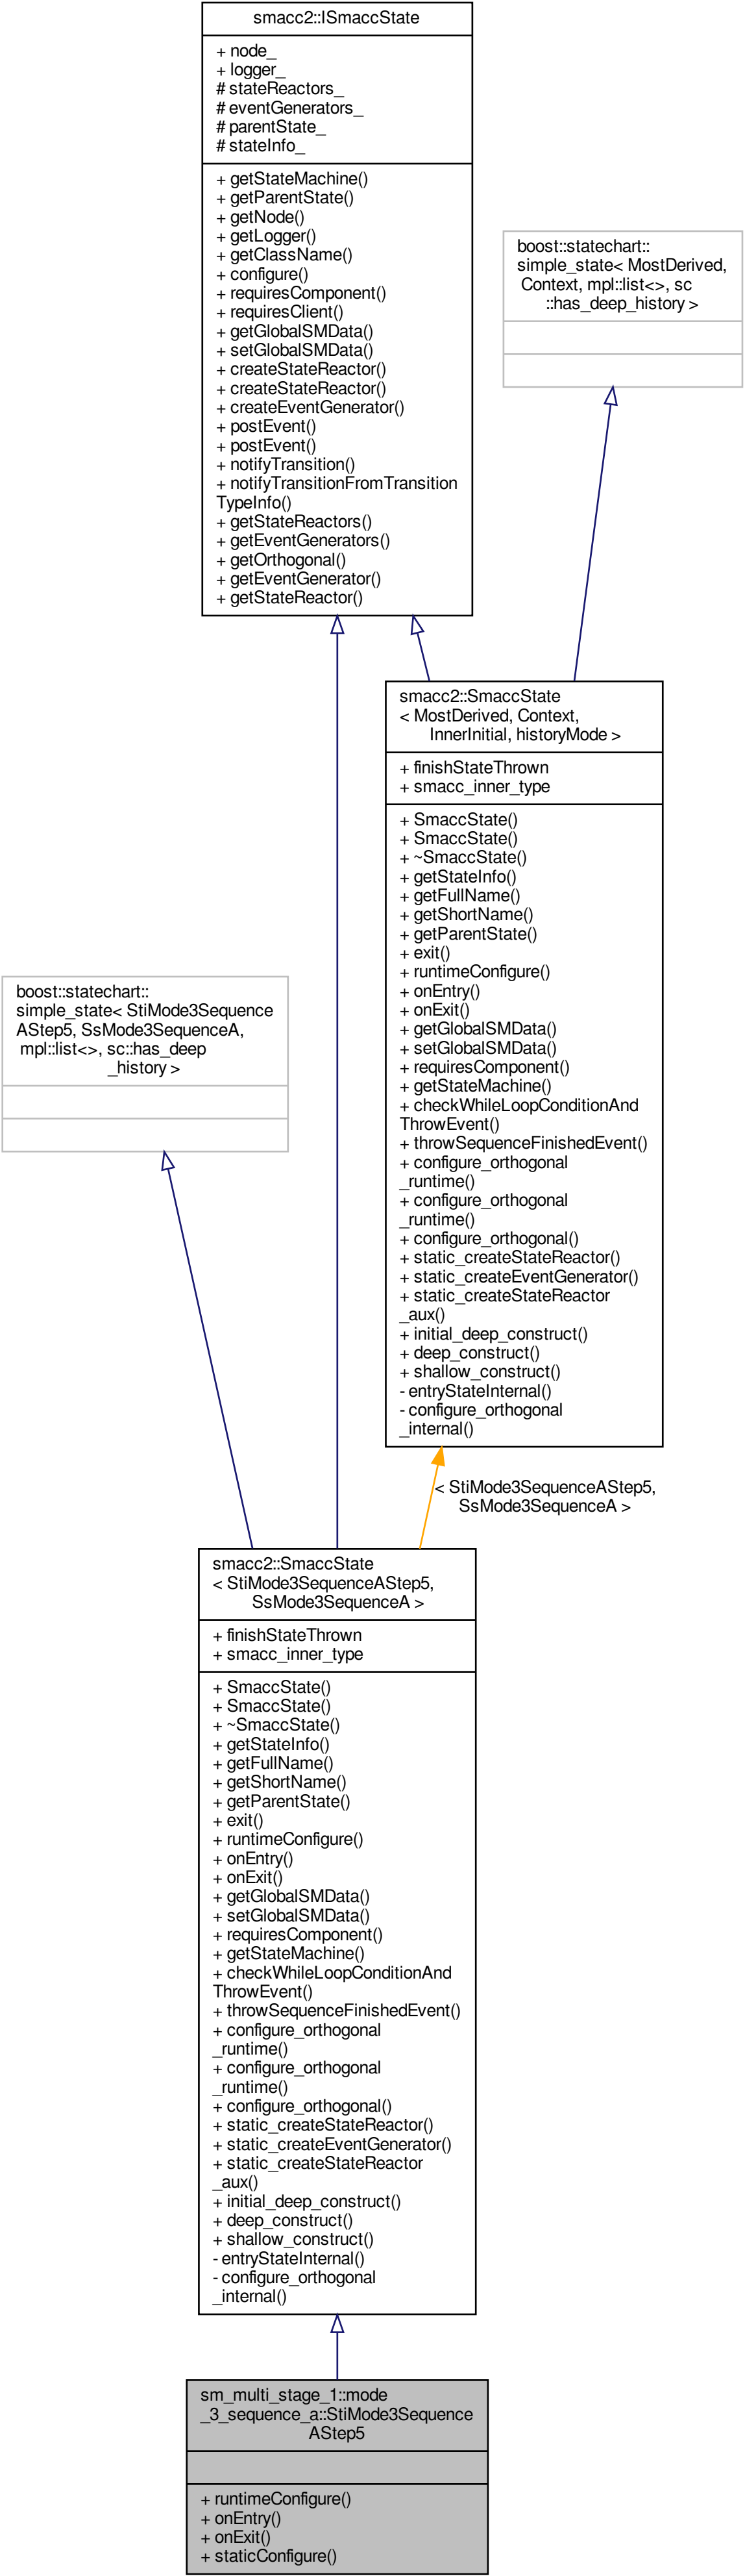 smacc2::ISmaccState
+ node_
+ logger_
# stateReactors_
# eventGenerators_
# parentState_
# stateInfo_
+ getStateMachine()
+ getParentState()
+ getNode()
+ getLogger()
+ getClassName()
+ configure()
+ requiresComponent()
+ requiresClient()
+ getGlobalSMData()
+ setGlobalSMData()
+ createStateReactor()
+ createStateReactor()
+ createEventGenerator()
+ postEvent()
+ postEvent()
+ notifyTransition()
+ notifyTransitionFromTransition
TypeInfo()
+ getStateReactors()
+ getEventGenerators()
+ getOrthogonal()
+ getEventGenerator()
+ getStateReactor()
boost::statechart::
simple_state< MostDerived,
Context, mpl::list<>, sc
::has_deep_history >
smacc2::SmaccState
< MostDerived, Context,
InnerInitial, historyMode >
+ finishStateThrown
+ smacc_inner_type
+ SmaccState()
+ SmaccState()
+ ~SmaccState()
+ getStateInfo()
+ getFullName()
+ getShortName()
+ getParentState()
+ exit()
+ runtimeConfigure()
+ onEntry()
+ onExit()
+ getGlobalSMData()
+ setGlobalSMData()
+ requiresComponent()
+ getStateMachine()
+ checkWhileLoopConditionAnd
ThrowEvent()
+ throwSequenceFinishedEvent()
+ configure_orthogonal
_runtime()
+ configure_orthogonal
_runtime()
+ configure_orthogonal()
+ static_createStateReactor()
+ static_createEventGenerator()
+ static_createStateReactor
_aux()
+ initial_deep_construct()
+ deep_construct()
+ shallow_construct()
- entryStateInternal()
- configure_orthogonal
_internal()
boost::statechart::
simple_state< StiMode3Sequence
AStep5, SsMode3SequenceA,
mpl::list<>, sc::has_deep
_history >
< StiMode3SequenceAStep5,
SsMode3SequenceA >
smacc2::SmaccState
< StiMode3SequenceAStep5,
SsMode3SequenceA >
+ finishStateThrown
+ smacc_inner_type
+ SmaccState()
+ SmaccState()
+ ~SmaccState()
+ getStateInfo()
+ getFullName()
+ getShortName()
+ getParentState()
+ exit()
+ runtimeConfigure()
+ onEntry()
+ onExit()
+ getGlobalSMData()
+ setGlobalSMData()
+ requiresComponent()
+ getStateMachine()
+ checkWhileLoopConditionAnd
ThrowEvent()
+ throwSequenceFinishedEvent()
+ configure_orthogonal
_runtime()
+ configure_orthogonal
_runtime()
+ configure_orthogonal()
+ static_createStateReactor()
+ static_createEventGenerator()
+ static_createStateReactor
_aux()
+ initial_deep_construct()
+ deep_construct()
+ shallow_construct()
- entryStateInternal()
- configure_orthogonal
_internal()
sm_multi_stage_1::mode
_3_sequence_a::StiMode3Sequence
AStep5
+ runtimeConfigure()
+ onEntry()
+ onExit()
+ staticConfigure()